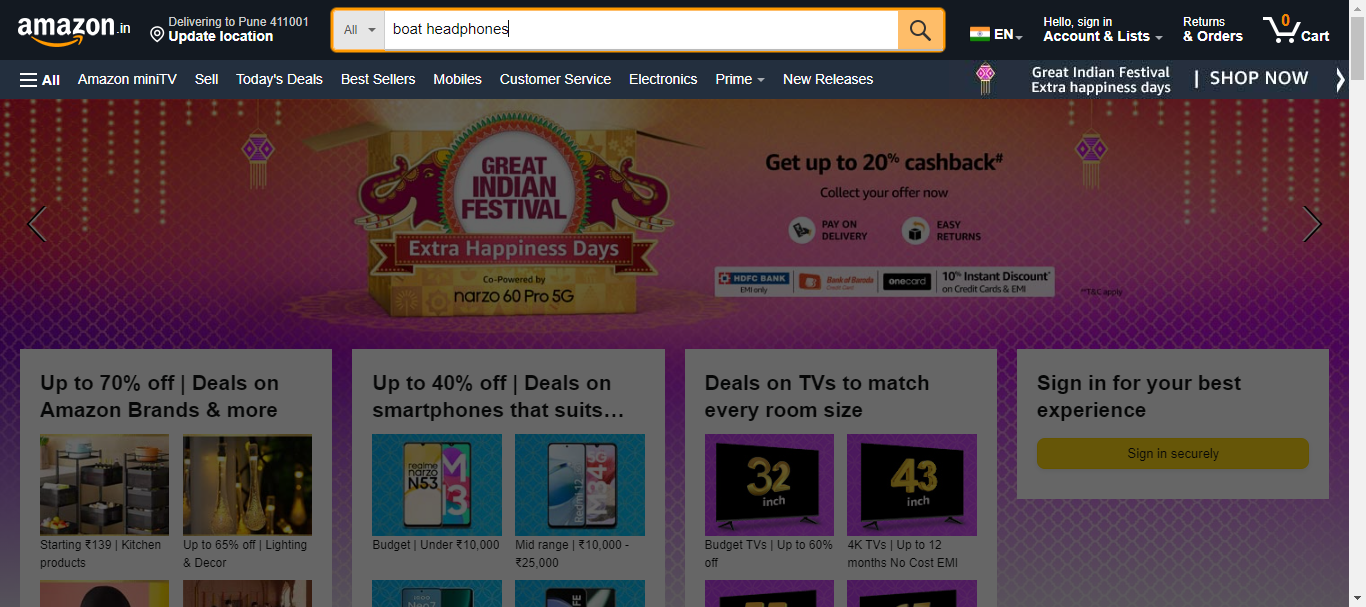 amazon.in
Delivering to Pune 411001
Update location
All
boat headphones
EN
Hello, sign in
Account & Lists
Returns
& Orders
0
Cart
All
Amazon miniTV
Sell
Today's Deals
Best Sellers
Mobiles
Customer Service
Electronics
Prime
New Releases
Great Indian Festival
Extra happiness days
| SHOP NOW
GREAT
INDIAN
FESTIVAL
Extra Happiness Days
Co-Powered by
narzo 60 Pro 5G
Get up to 20% cashback#
Collect your offer now
PAY ON
DELIVERY
EASY
RETURNS
HDFC BANK
EMI only
Bank of Baroda
Credit Card
onecard
10% Instant Discount*
on Credit Cards & EMI
*T&C apply
Up to 70% off | Deals on
Amazon Brands & more
Starting ₹139 | Kitchen
products
Up to 65% off | Lighting
& Decor
Up to 40% off | Deals on
smartphones that suits…
realme
narzo
N53
M
13
Budget | Under ₹10,000
Redmi 12
M34 5G
Mid range | ₹10,000 -
₹25,000
Deals on TVs to match
every room size
32
inch
Budget TVs | Up to 60%
off
43
inch
4K TVs | Up to 12
months No Cost EMI
Sign in for your best
experience
Sign in securely